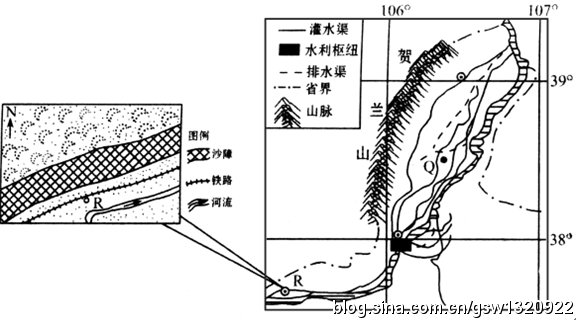 106°
107°
灌水渠
水利枢纽
排水渠
省界
山脉
贺
兰
山
39°
Q
38°
R
N
图例
沙障
铁路
河流
R
blog.sina.com.cn/gsw1320922